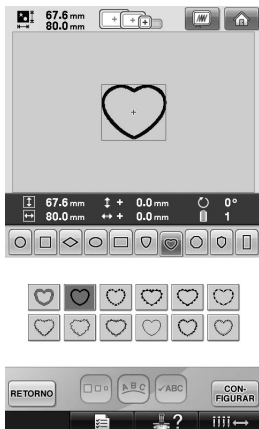 67.6 mm
80.0 mm
67.6 mm + 0.0 mm 0°
80.0 mm + 0.0 mm 1
RETORNO ABC ✓ABC CON-
FIGURAR
?